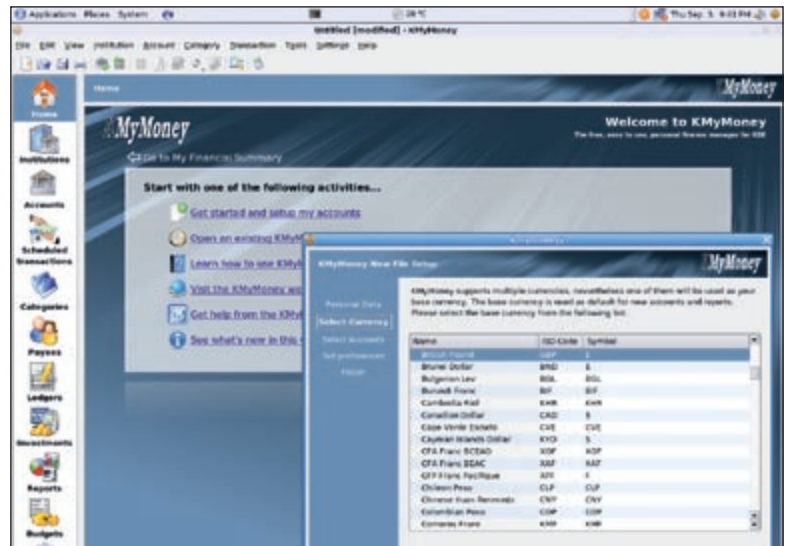 Applications Places System
Thu Sep 3, 9:03 PM
Untitled [modified] - KMyMoney
File Edit View Institution Account Category Transaction Tools Settings Help
Home
MyMoney
Home
Institutions
Accounts
Scheduled
transactions
Categories
Payees
Ledgers
Investments
Reports
Budgets
MyMoney
Welcome to KMyMoney
The free, easy to use, personal finance manager for KDE
Go to My Financial Summary
Start with one of the following activities...
Get started and setup my accounts
Open an existing KMyM
Learn how to use KMyM
Visit the KMyMoney we
Get help from the KMyM
See what's new in this
KMyMoney New File Setup
MyMoney
Personal Data
Select Currency
Select Accounts
Set preferences
Finish
KMyMoney supports multiple currencies, nevertheless one of them will be used as your
base currency. The base currency is used as default for new accounts and reports.
Please select the base currency from the following list.
Name ISO Code Symbol
British Pound GBP £
Brunei Dollar BND $
Bulgarian Lev BGL BGL
Burundi Franc BIF BIF
Cambodia Riel KHR KHR
Canadian Dollar CAD $
Cape Verde Escudo CVE CVE
Cayman Islands Dollar KYD $
CFA Franc BCEAO XOF XOF
CFA Franc BEAC XAF XAF
CFP Franc Pacifique XPF F
Chilean Peso CLP CLP
Chinese Yuan Renminbi CNY CNY
Colombian Peso COP COP
Comoros Franc KMF KMF